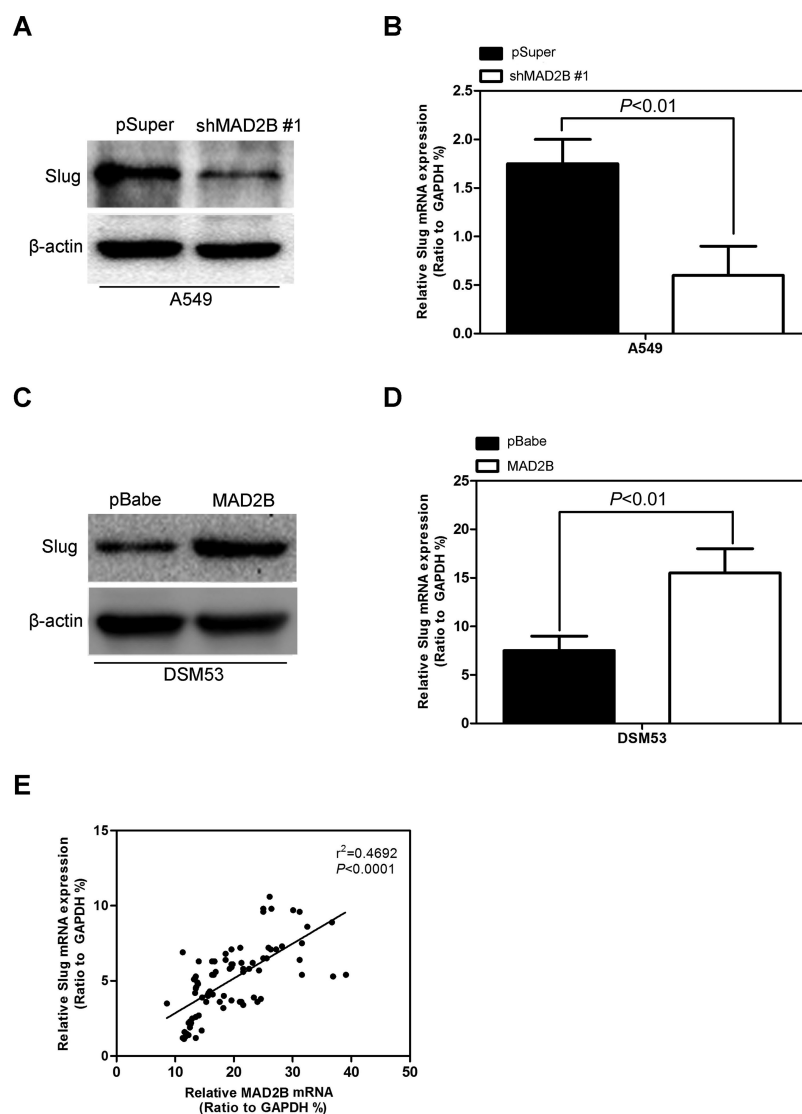 A
pSuper shMAD2B #1
Slug
β-actin
A549
B
pSuper
shMAD2B #1
P<0.01
Relative Slug mRNA expression
(Ratio to GAPDH %)
2.5
2.0
1.5
1.0
0.5
0.0
A549
C
pBabe MAD2B
Slug
β-actin
DSM53
D
pBabe
MAD2B
P<0.01
Relative Slug mRNA expression
(Ratio to GAPDH %)
25
20
15
10
5
0
DSM53
E
Relative Slug mRNA expression
(Ratio to GAPDH %)
15
10
5
0
r²=0.4692
P<0.0001
0 10 20 30 40 50
Relative MAD2B mRNA
(Ratio to GAPDH %)